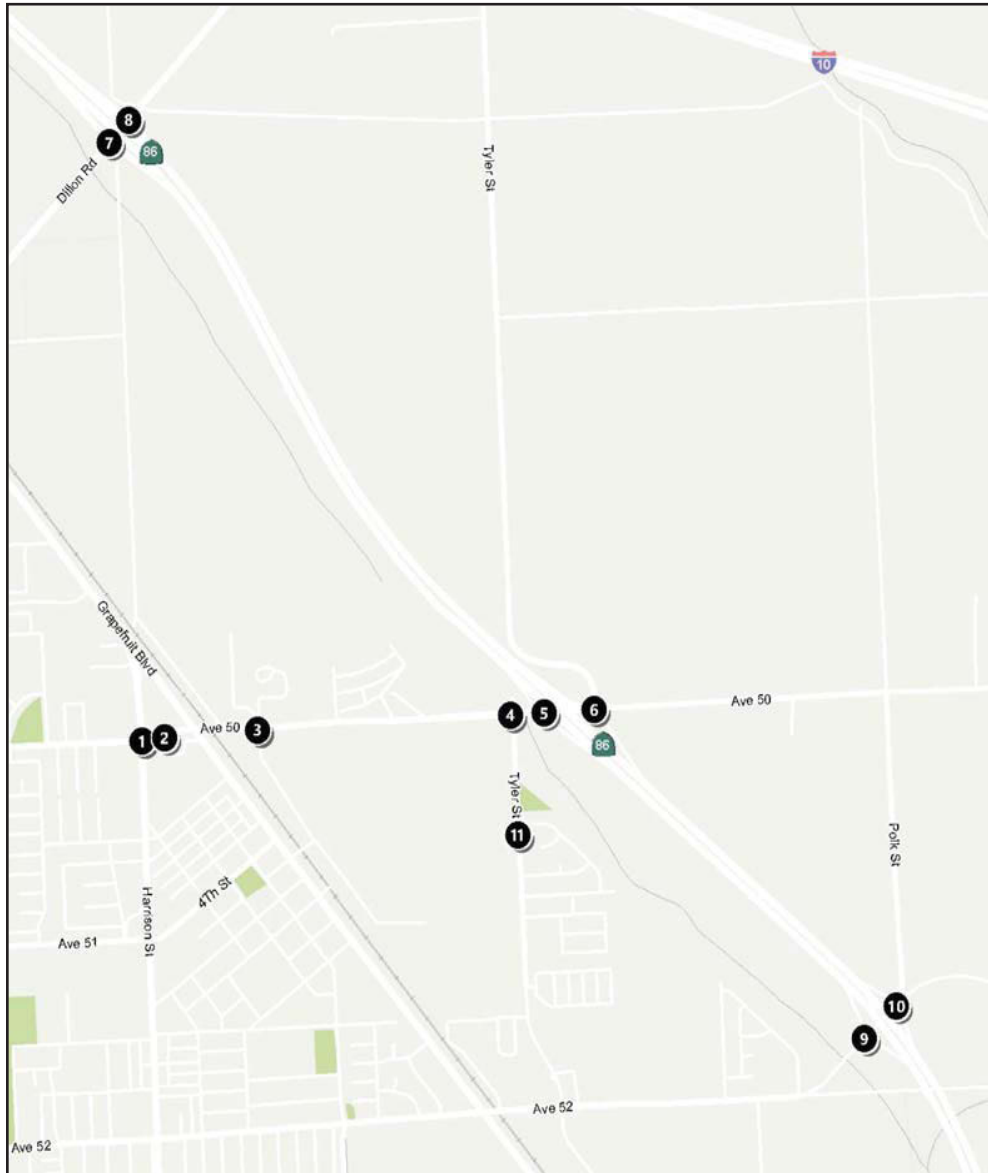 10
8
7
86
Dillon Rd
Tyler St
Grapefruit Blvd
Ave 50
1
2
Ave 50
3
4
5
6
86
Tyler St
11
Polk St
4Th St
Harrison St
Ave 51
10
9
Ave 52
Ave 52